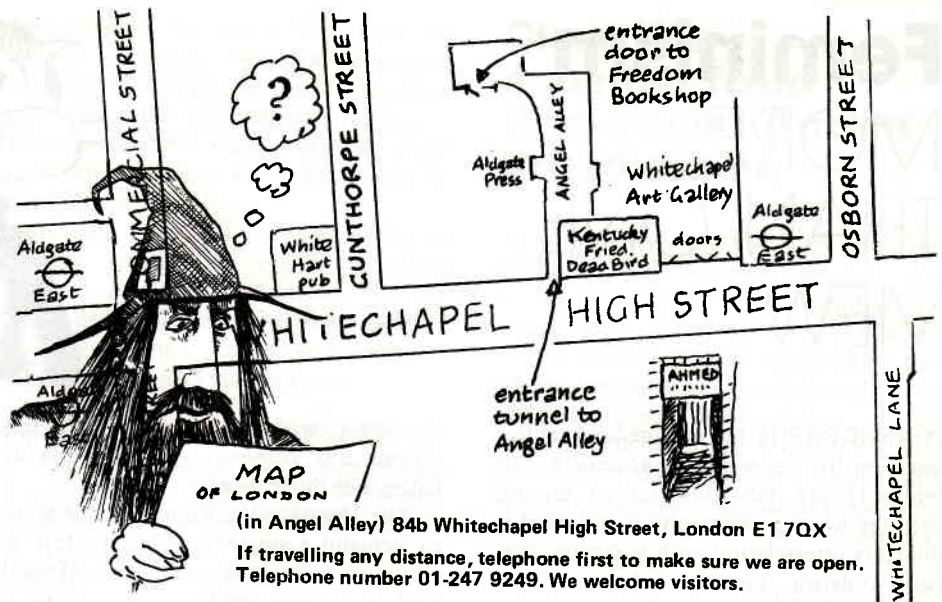 COMMERCIAL STREET
?
GUNTHORPE STREET
entrance
door to
Freedom
Bookshop
ANGEL ALLEY
Aldgate
Press
Whitechapel
Art Gallery
OSBORN STREET
Aldgate
East
White
Hart
pub
Kentucky
Fried
Dead Bird
doors
Aldgate
East
HITECHAPEL HIGH STREET
Aldg
East
entrance
tunnel to
Angel Alley
AHMED
WHITECHAPEL LANE
MAP
OF LONDON
(in Angel Alley) 84b Whitechapel High Street, London E1 7QX
If travelling any distance, telephone first to make sure we are open.
Telephone number 01-247 9249. We welcome visitors.